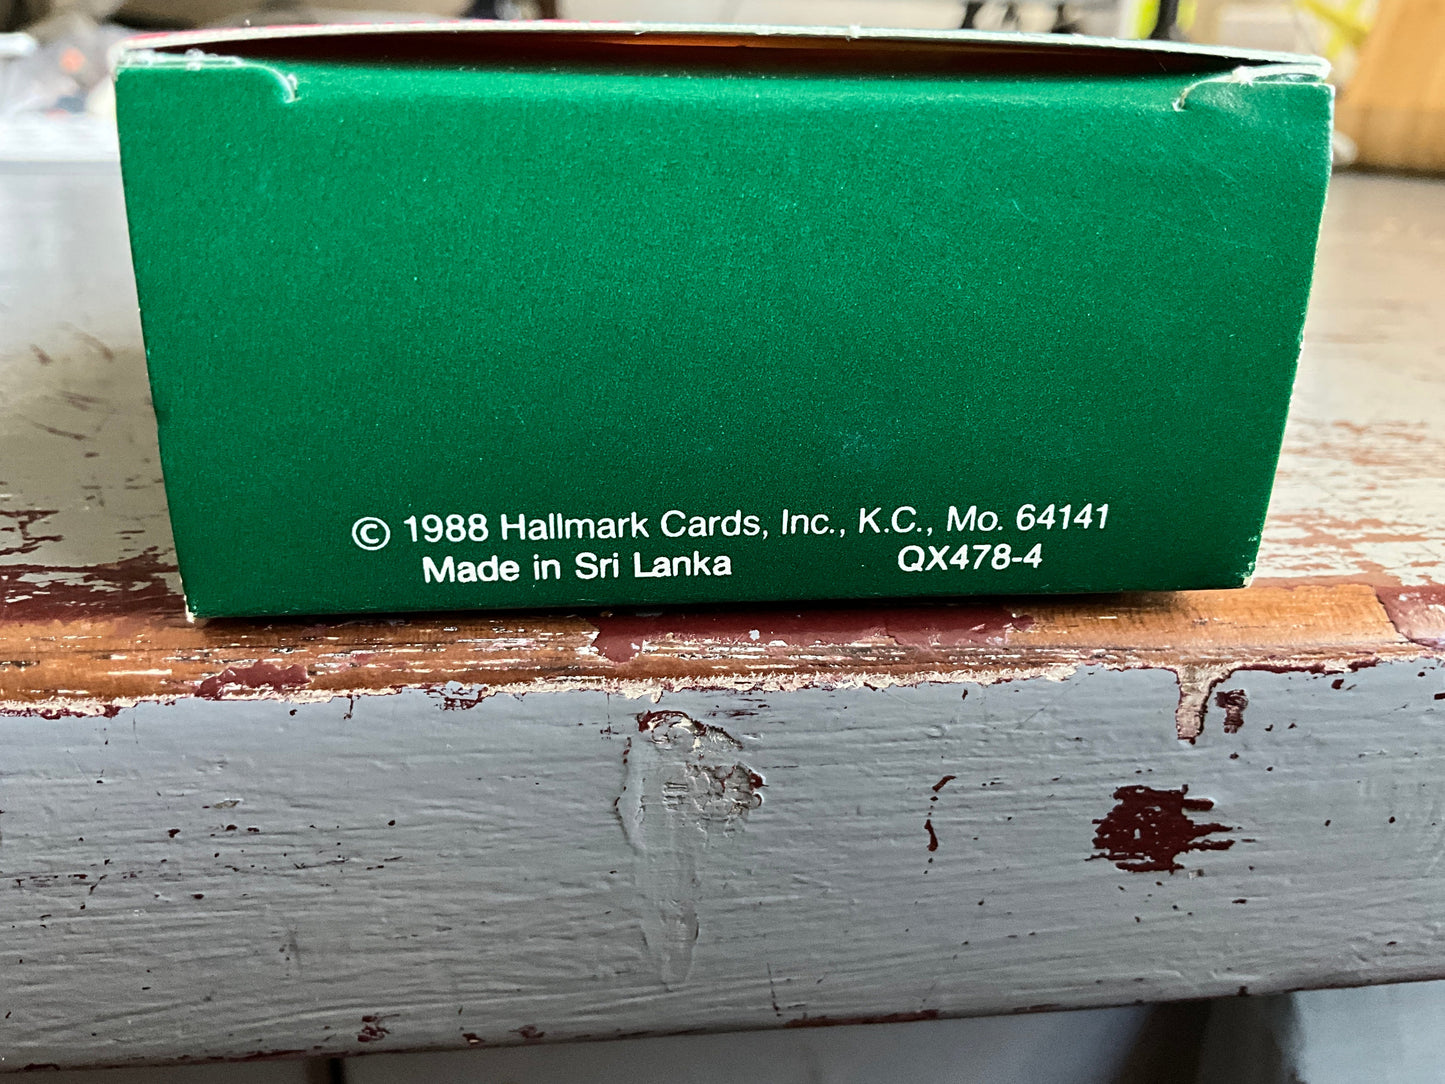 © 1988 Hallmark Cards, Inc., K.C., Mo. 64141
Made in Sri Lanka QX478-4